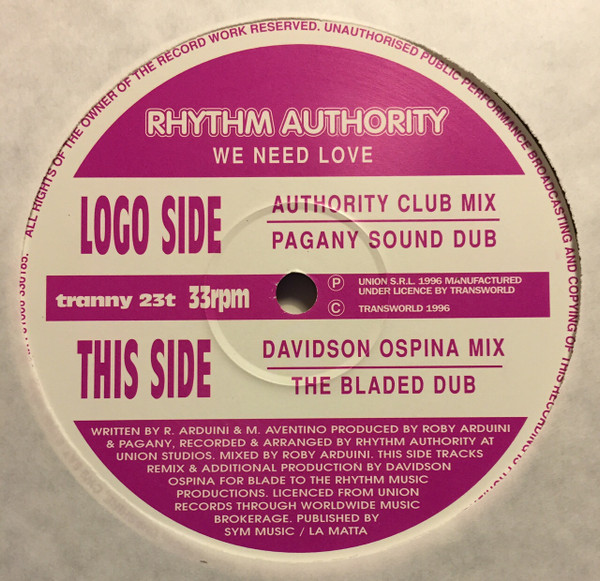 ALL RIGHTS OF THE OWNER OF THE RECORD WORK RESERVED. UNAUTHORISED PUBLIC PERFORMANCE BROADCASTING AND COPYING OF THIS RECORDING
RHYTHM AUTHORITY
WE NEED LOVE
LOGO SIDE
AUTHORITY CLUB MIX
PAGANY SOUND DUB
tranny 23t 33rpm
Ⓟ UNION S.R.L. 1996 MANUFACTURED
UNDER LICENCE BY TRANSWORLD
© TRANSWORLD 1996
THIS SIDE
DAVIDSON OSPINA MIX
THE BLADED DUB
WRITTEN BY R. ARDUINI & M. AVENTINO PRODUCED BY ROBY ARDUINI
& PAGANY, RECORDED & ARRANGED BY RHYTHM AUTHORITY AT
UNION STUDIOS. MIXED BY ROBY ARDUINI. THIS SIDE TRACKS
REMIX & ADDITIONAL PRODUCTION BY DAVIDSON
OSPINA FOR BLADE TO THE RHYTHM MUSIC
PRODUCTIONS. LICENCED FROM UNION
RECORDS THROUGH WORLDWIDE MUSIC
BROKERAGE. PUBLISHED BY
SYM MUSIC / LA MATTA